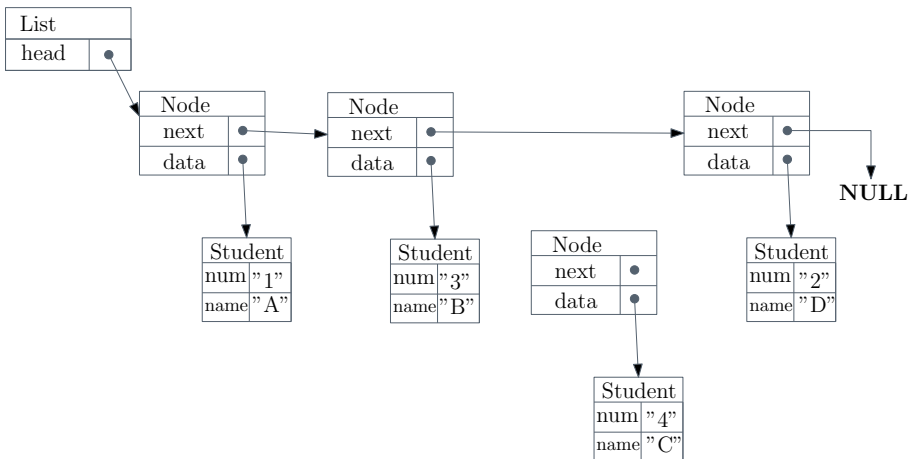 List
head
Node
next
data
Node
next
data
Node
next
data
NULL
Student
num "1"
name "A"
Student
num "3"
name "B"
Node
next
data
Student
num "2"
name "D"
Student
num "4"
name "C"